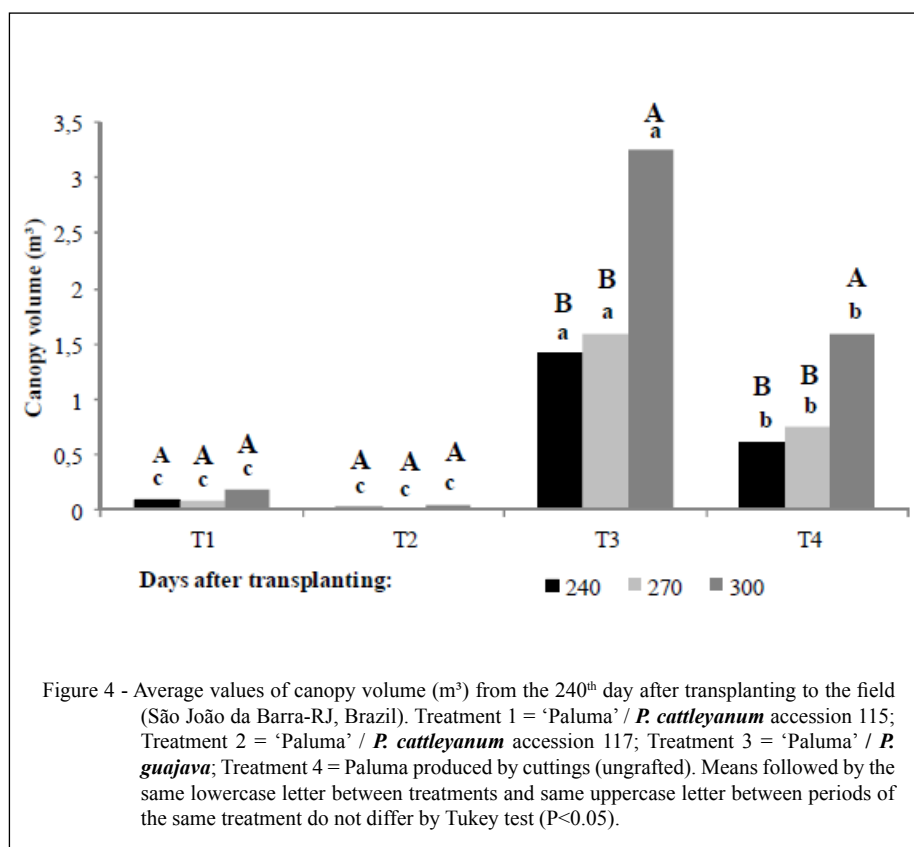 3,5
3
2,5
2
1,5
1
0,5
0
Canopy volume (m³)
A A A
c c c
A A A
c c c
B B A
a a a
B B A
b b b
T1 T2 T3 T4
Days after transplanting: 240 270 300
Figure 4 - Average values of canopy volume (m³) from the 240th day after transplanting to the field
(São João da Barra-RJ, Brazil). Treatment 1 = ‘Paluma’ / P. cattleyanum accession 115;
Treatment 2 = ‘Paluma’ / P. cattleyanum accession 117; Treatment 3 = ‘Paluma’ / P.
guajava; Treatment 4 = Paluma produced by cuttings (ungrafted). Means followed by the
same lowercase letter between treatments and same uppercase letter between periods of
the same treatment do not differ by Tukey test (P<0.05).